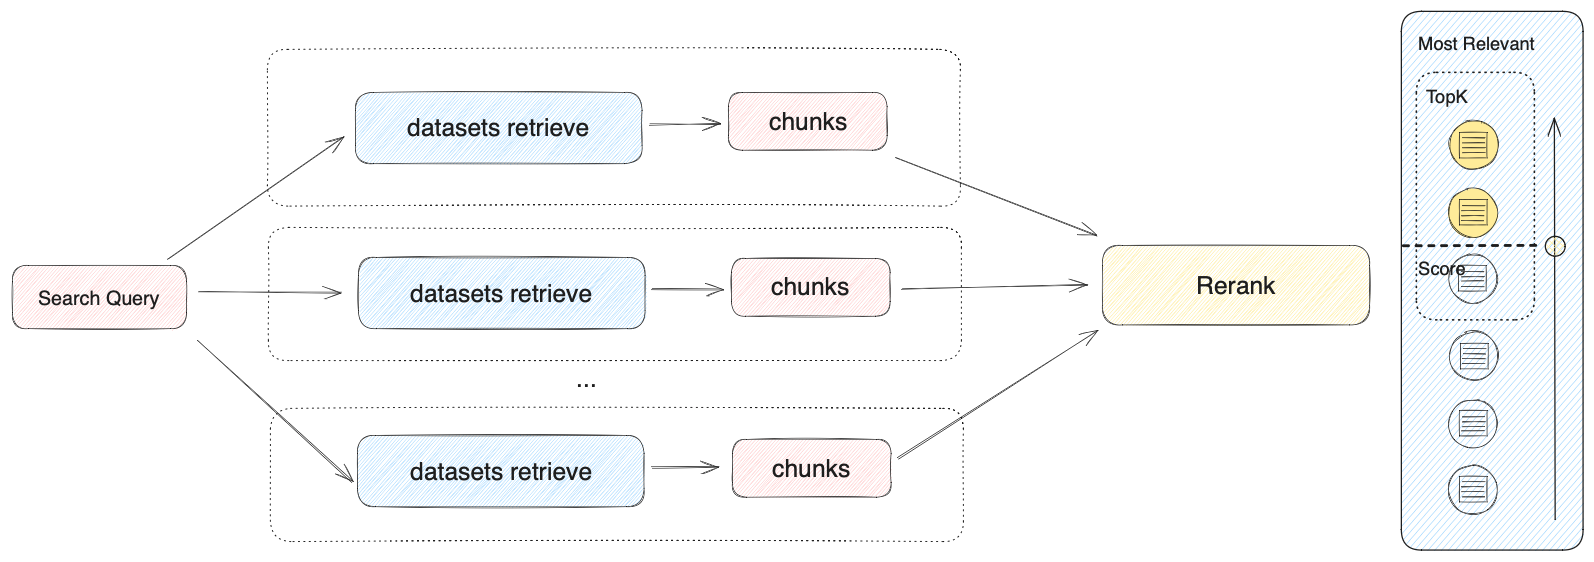 Search Query
datasets retrieve
chunks
datasets retrieve
chunks
...
datasets retrieve
chunks
Rerank
Most Relevant
TopK
Score